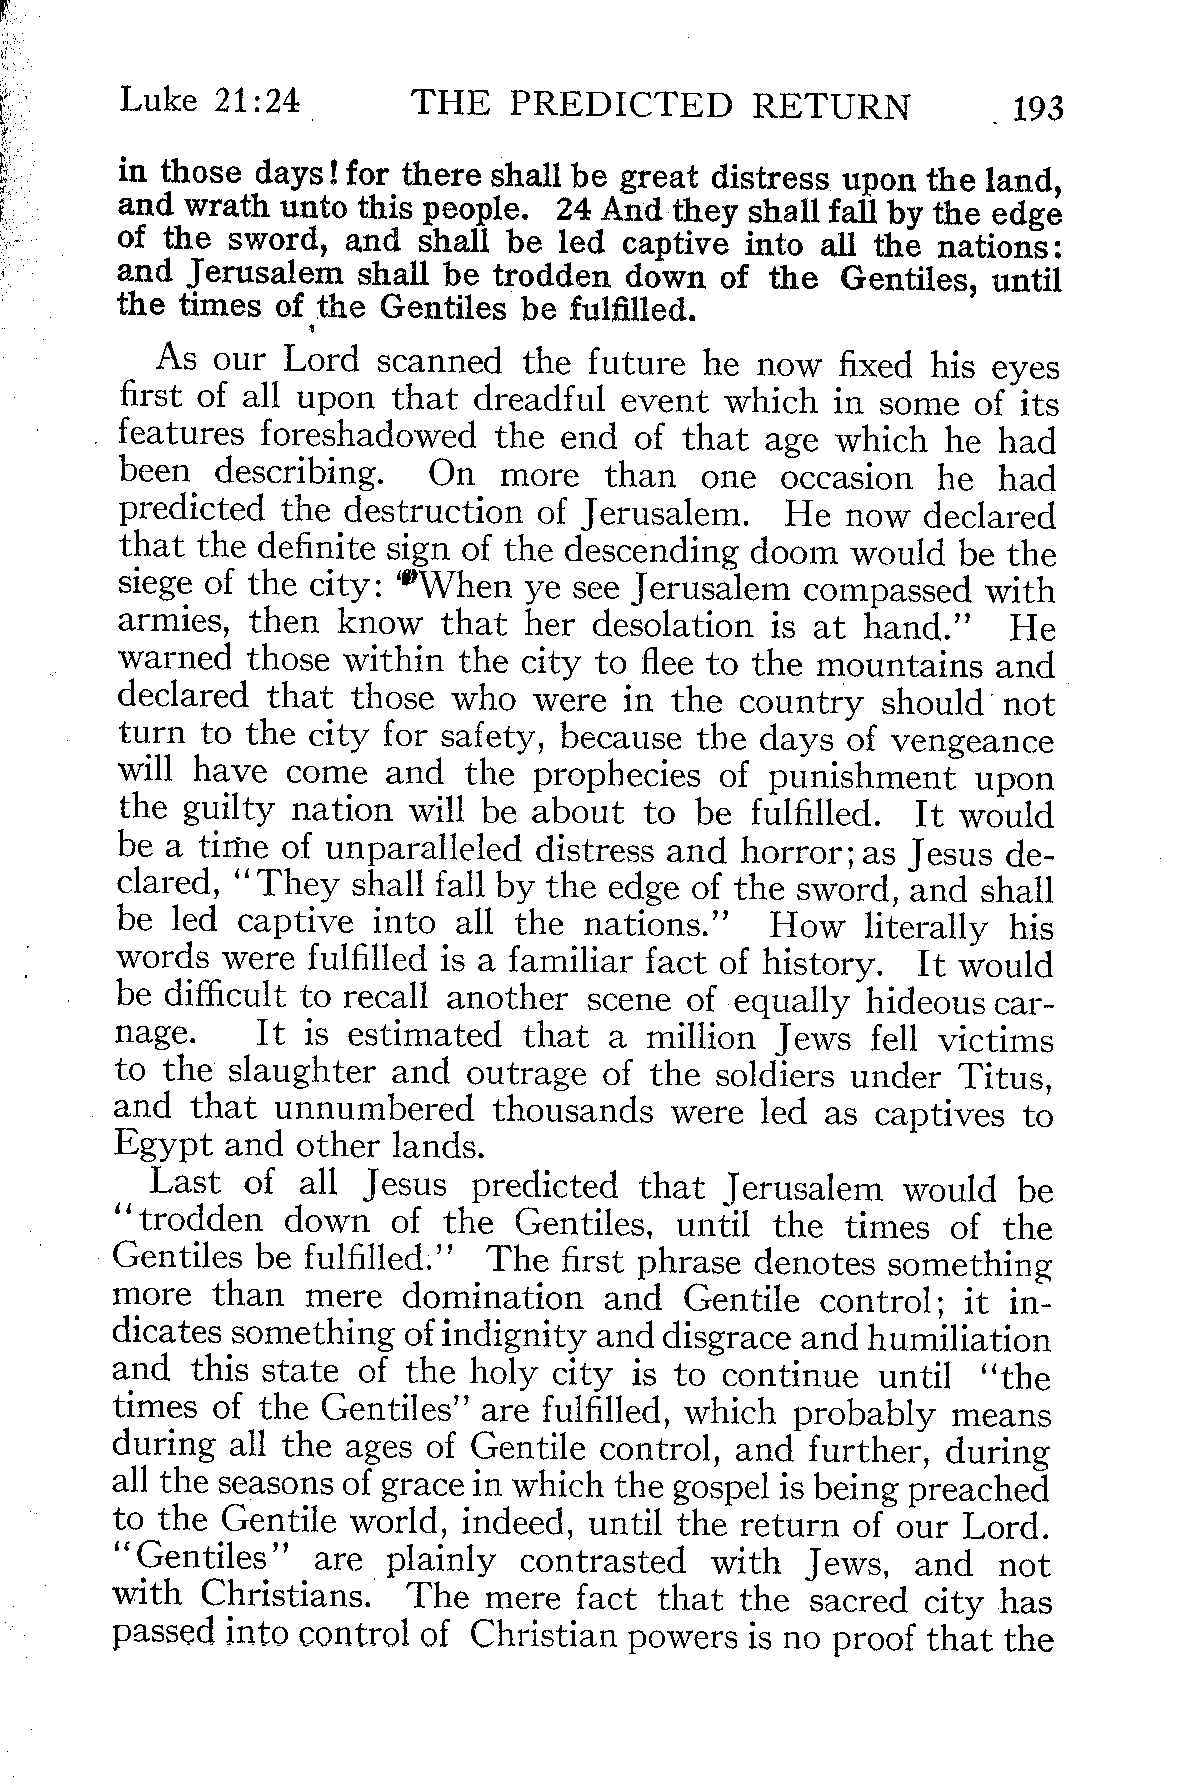 Luke 21:24 THE PREDICTED RETURN 193
in those days! for there shall be great distress upon the land,
and wrath unto this people. 24 And they shall fall by the edge
of the sword, and shall be led captive into all the nations:
and Jerusalem shall be trodden down of the Gentiles, until
the times of the Gentiles be fulfilled.
As our Lord scanned the future he now fixed his eyes
first of all upon that dreadful event which in some of its
features foreshadowed the end of that age which he had
been describing. On more than one occasion he had
predicted the destruction of Jerusalem. He now declared
that the definite sign of the descending doom would be the
siege of the city: "When ye see Jerusalem compassed with
armies, then know that her desolation is at hand." He
warned those within the city to flee to the mountains and
declared that those who were in the country should not
turn to the city for safety, because the days of vengeance
will have come and the prophecies of punishment upon
the guilty nation will be about to be fulfilled. It would
be a time of unparalleled distress and horror; as Jesus de-
clared, "They shall fall by the edge of the sword, and shall
be led captive into all the nations." How literally his
words were fulfilled is a familiar fact of history. It would
be difficult to recall another scene of equally hideous car-
nage. It is estimated that a million Jews fell victims
to the slaughter and outrage of the soldiers under Titus,
and that unnumbered thousands were led as captives to
Egypt and other lands.
Last of all Jesus predicted that Jerusalem would be
"trodden down of the Gentiles, until the times of the
Gentiles be fulfilled." The first phrase denotes something
more than mere domination and Gentile control; it in-
dicates something of indignity and disgrace and humiliation
and this state of the holy city is to continue until "the
times of the Gentiles" are fulfilled, which probably means
during all the ages of Gentile control, and further, during
all the seasons of grace in which the gospel is being preached
to the Gentile world, indeed, until the return of our Lord.
"Gentiles" are plainly contrasted with Jews, and not
with Christians. The mere fact that the sacred city has
passed into control of Christian powers is no proof that the